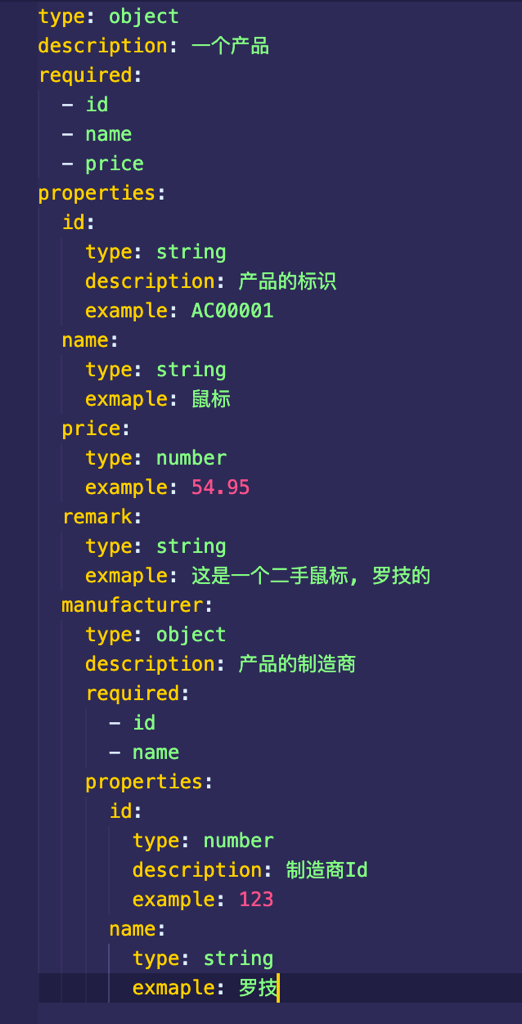 type: object
description: 一个产品
required:
  - id
  - name
  - price
properties:
  id:
    type: string
    description: 产品的标识
    example: AC00001
  name:
    type: string
    exmaple: 鼠标
  price:
    type: number
    example: 54.95
  remark:
    type: string
    exmaple: 这是一个二手鼠标, 罗技的
  manufacturer:
    type: object
    description: 产品的制造商
    required:
      - id
      - name
    properties:
      id:
        type: number
        description: 制造商Id
        example: 123
      name:
        type: string
        exmaple: 罗技